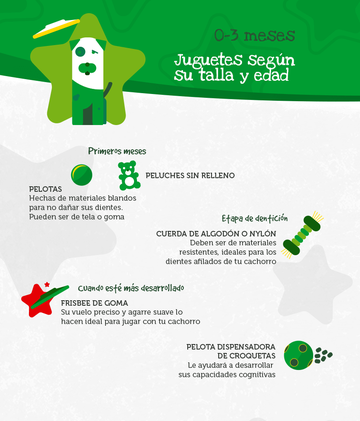 0-3 meses
Juguetes según
su talla y edad
Primeros meses
PELOTAS
Hechas de materiales blandos
para no dañar sus dientes.
Pueden ser de tela o goma
PELUCHES SIN RELLENO
Etapa de dentición
CUERDA DE ALGODÓN O NYLÓN
Deben ser de materiales
resistentes, ideales para los
dientes afilados de tu cachorro
Cuando esté más desarrollado
FRISBEE DE GOMA
Su vuelo preciso y agarre suave lo
hacen ideal para jugar con tu cachorro
PELOTA DISPENSADORA
DE CROQUETAS
Le ayudará a desarrollar
sus capacidades cognitivas